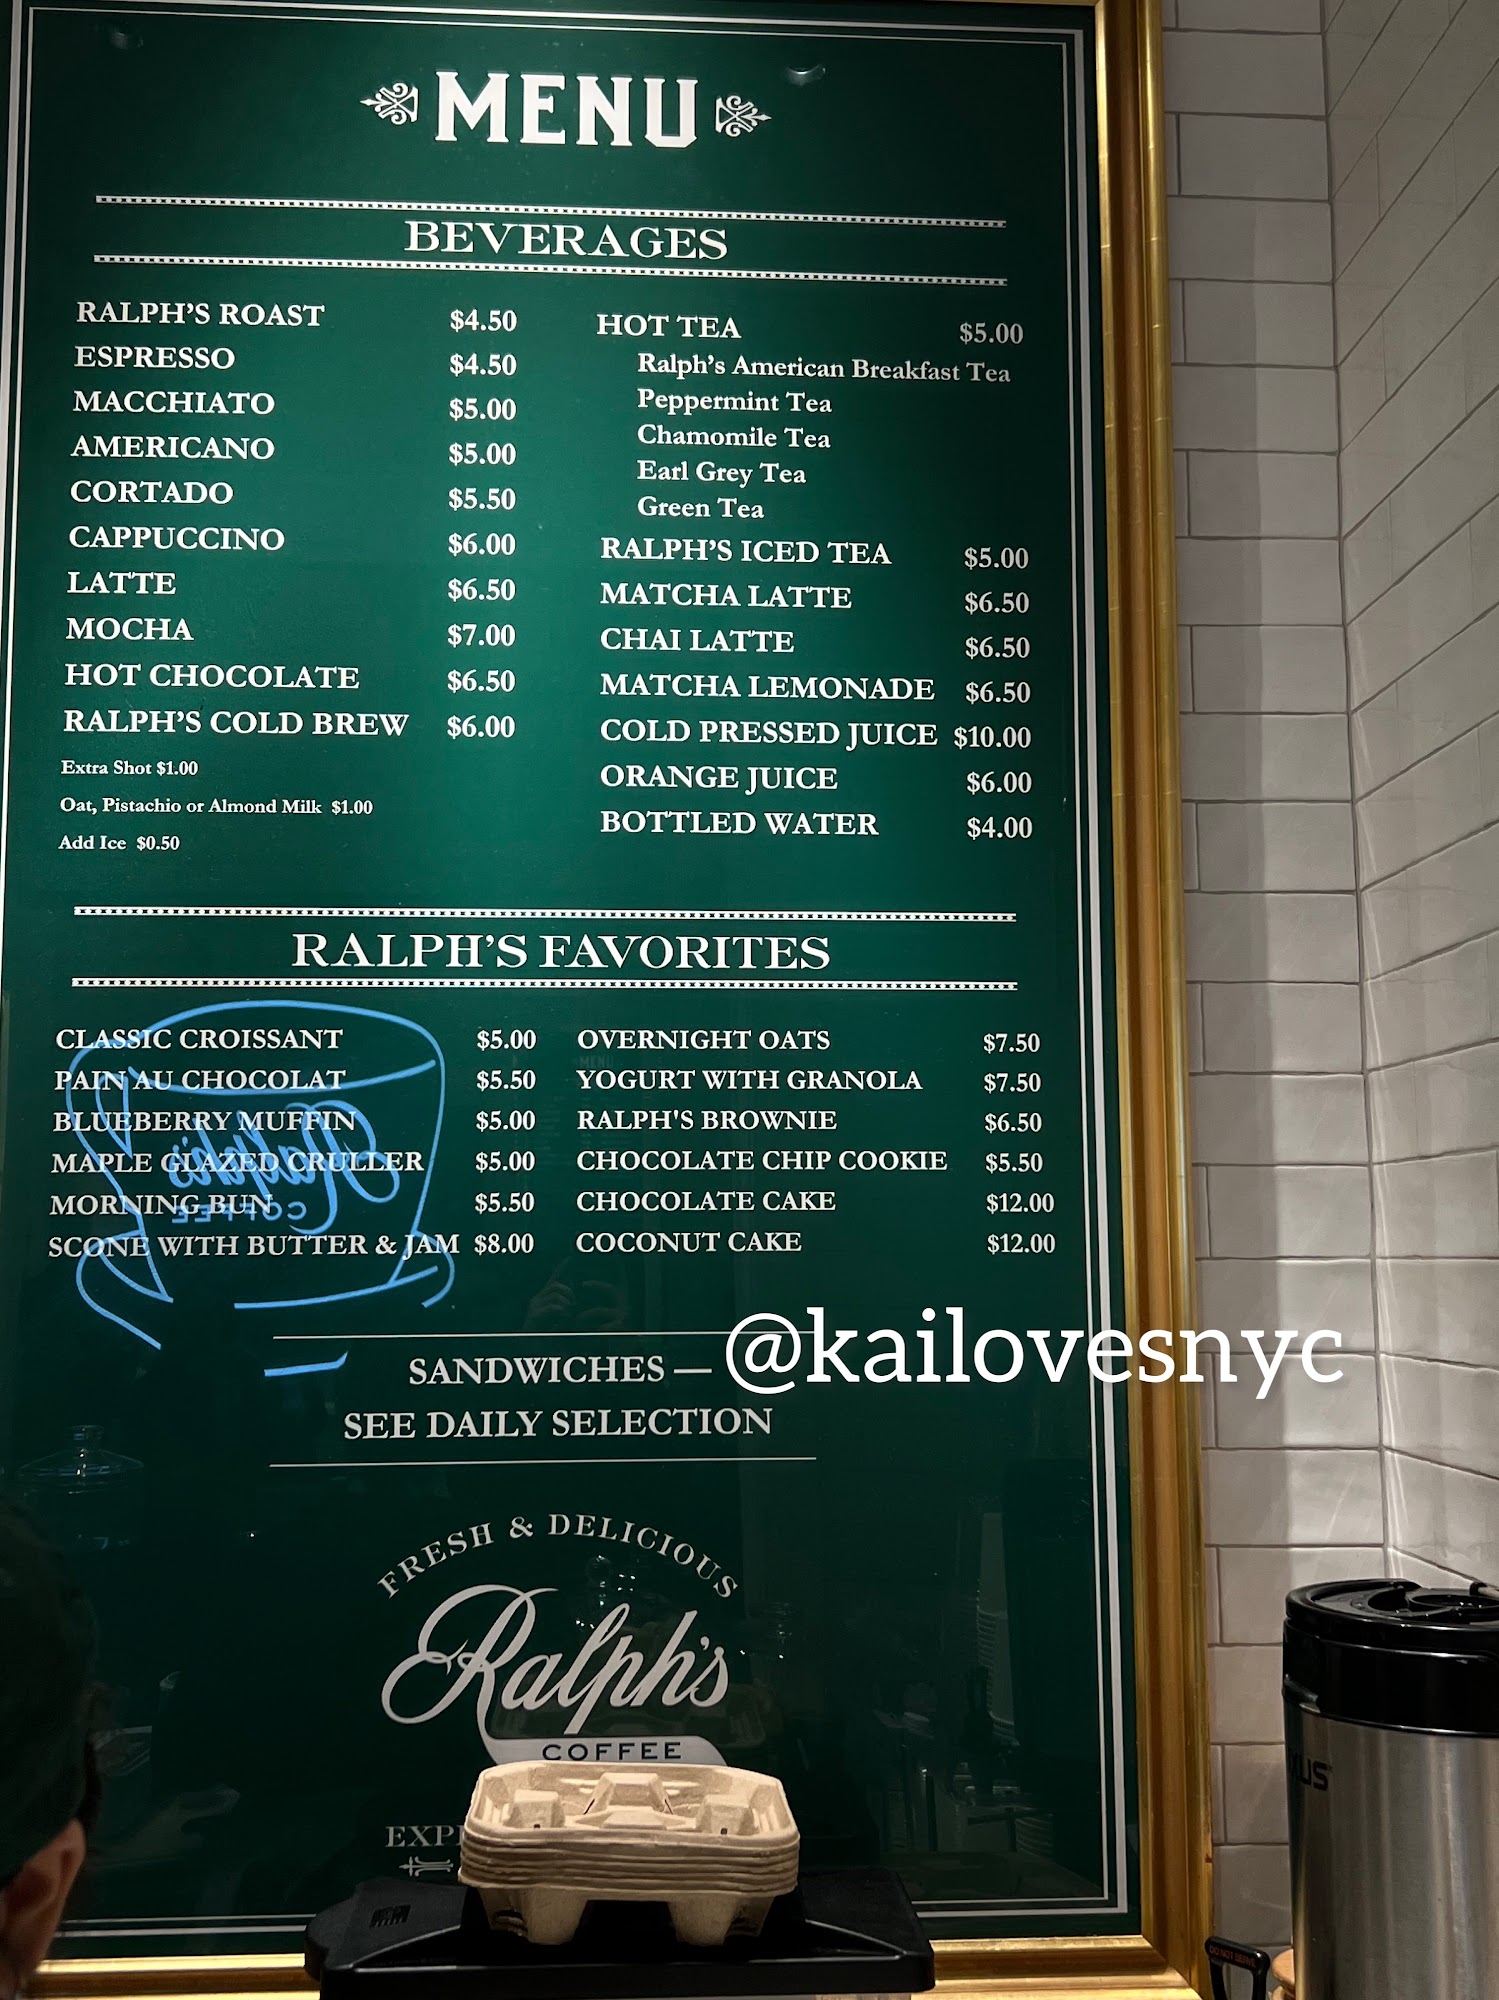 MENU
BEVERAGES
RALPH'S ROAST $4.50
ESPRESSO $4.50
MACCHIATO $5.00
AMERICANO $5.00
CORTADO $5.50
CAPPUCCINO $6.00
LATTE $6.50
MOCHA $7.00
HOT CHOCOLATE $6.50
RALPH'S COLD BREW $6.00
Extra Shot $1.00
Oat, Pistachio or Almond Milk $1.00
Add Ice $0.50
HOT TEA $5.00
Ralph's American Breakfast Tea
Peppermint Tea
Chamomile Tea
Earl Grey Tea
Green Tea
RALPH'S ICED TEA $5.00
MATCHA LATTE $6.50
CHAI LATTE $6.50
MATCHA LEMONADE $6.50
COLD PRESSED JUICE $10.00
ORANGE JUICE $6.00
BOTTLED WATER $4.00
RALPH'S FAVORITES
CLASSIC CROISSANT $5.00
PAIN AU CHOCOLAT $5.50
BLUEBERRY MUFFIN $5.00
MAPLE GLAZED CRULLER $5.00
MORNING BUN $5.50
SCONE WITH BUTTER & JAM $8.00
OVERNIGHT OATS $7.50
YOGURT WITH GRANOLA $7.50
RALPH'S BROWNIE $6.50
CHOCOLATE CHIP COOKIE $5.50
CHOCOLATE CAKE $12.00
COCONUT CAKE $12.00
Ralph's
COFFEE
SANDWICHES —
SEE DAILY SELECTION
@kailovesnyc
FRESH & DELICIOUS
Ralph's
COFFEE